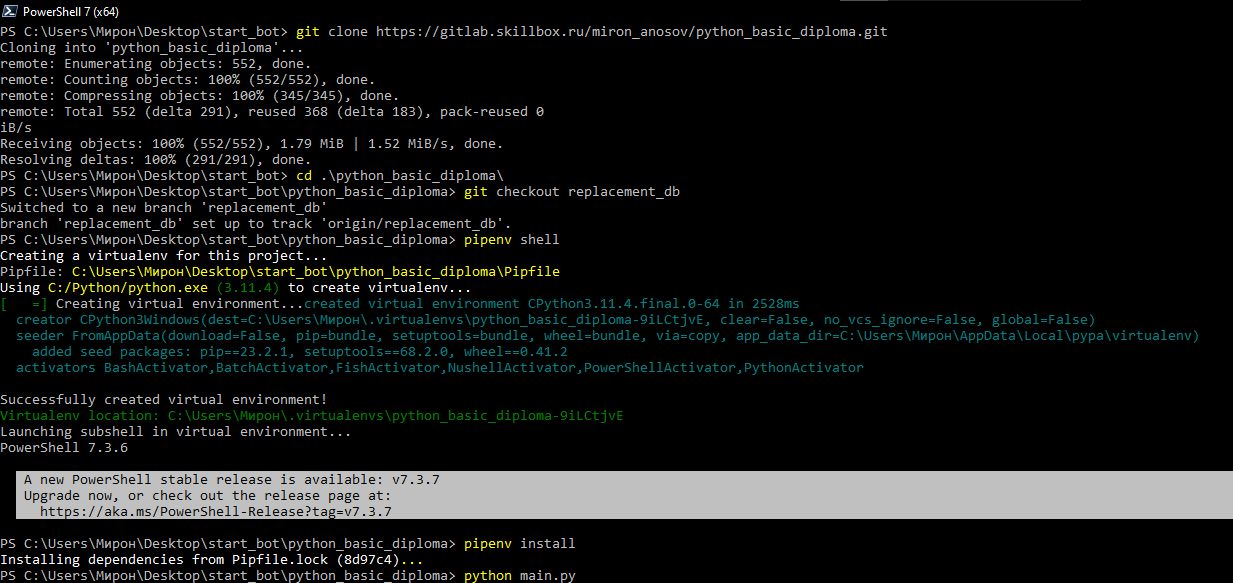 PowerShell 7 (x64)
PS C:\Users\Мирон\Desktop\start_bot> git clone https://gitlab.skillbox.ru/miron_anosov/python_basic_diploma.git
Cloning into 'python_basic_diploma'...
remote: Enumerating objects: 552, done.
remote: Counting objects: 100% (552/552), done.
remote: Compressing objects: 100% (345/345), done.
remote: Total 552 (delta 291), reused 368 (delta 183), pack-reused 0
iB/s
Receiving objects: 100% (552/552), 1.79 MiB | 1.52 MiB/s, done.
Resolving deltas: 100% (291/291), done.
PS C:\Users\Мирон\Desktop\start_bot> cd .\python_basic_diploma\
PS C:\Users\Мирон\Desktop\start_bot\python_basic_diploma> git checkout replacement_db
Switched to a new branch 'replacement_db'
branch 'replacement_db' set up to track 'origin/replacement_db'.
PS C:\Users\Мирон\Desktop\start_bot\python_basic_diploma> pipenv shell
Creating a virtualenv for this project...
Pipfile: C:\Users\Мирон\Desktop\start_bot\python_basic_diploma\Pipfile
Using C:/Python/python.exe (3.11.4) to create virtualenv...
[   =] Creating virtual environment...created virtual environment CPython3.11.4.final.0-64 in 2528ms
  creator CPython3Windows(dest=C:\Users\Мирон\.virtualenvs\python_basic_diploma-9iLCtjvE, clear=False, no_vcs_ignore=False, global=False)
  seeder FromAppData(download=False, pip=bundle, setuptools=bundle, wheel=bundle, via=copy, app_data_dir=C:\Users\Мирон\AppData\Local\pypa\virtualenv)
    added seed packages: pip==23.2.1, setuptools==68.2.0, wheel==0.41.2
  activators BashActivator,BatchActivator,FishActivator,NushellActivator,PowerShellActivator,PythonActivator
Successfully created virtual environment!
Virtualenv location: C:\Users\Мирон\.virtualenvs\python_basic_diploma-9iLCtjvE
Launching subshell in virtual environment...
PowerShell 7.3.6
A new PowerShell stable release is available: v7.3.7
Upgrade now, or check out the release page at:
https://aka.ms/PowerShell-Release?tag=v7.3.7
PS C:\Users\Мирон\Desktop\start_bot\python_basic_diploma> pipenv install
Installing dependencies from Pipfile.lock (8d97c4)...
PS C:\Users\Мирон\Desktop\start_bot\python_basic_diploma> python main.py